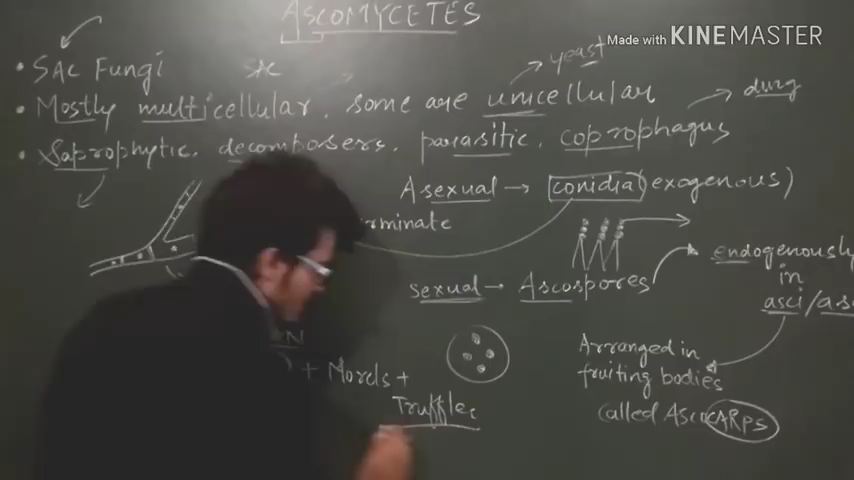 ASCOMYCETES
Made with KINEMASTER
yeast
SAC Fungi
sac
Mostly multicellular, some are unicellular
dung
Saprophytic, decomposers, parasitic, coprophagus
Asexual → conidia (exogenous)
rminate
endogenously
sexual → Ascospores
in
asci/as
N
Arranged in
+ Morels +
fruiting bodies
Truffles
called AscoCARPS